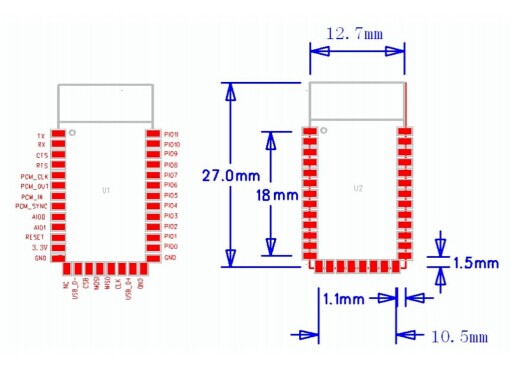 12.7mm
TX
RX
CTS
RTS
PCM_CLK
PCM_OUT
PCM_IN
PCM_SYNC
AIO0
AIO1
RESET
3.3V
GND
U1
PIO11
PIO10
PIO9
PIO8
PIO7
PIO6
PIO5
PIO4
PIO3
PIO2
PIO1
PIO0
GND
NC
USB_D-
CSB
MOSI
MISO
CLK
USB_D+
GND
27.0mm
18mm
U2
1.5mm
1.1mm
10.5mm